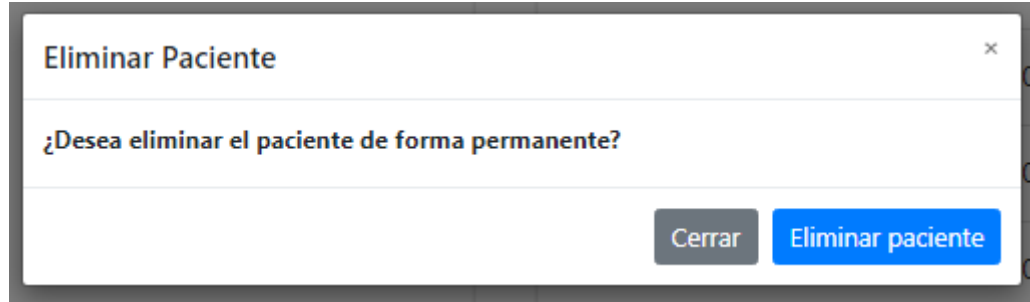 Eliminar Paciente
×
¿Desea eliminar el paciente de forma permanente?
Cerrar
Eliminar paciente